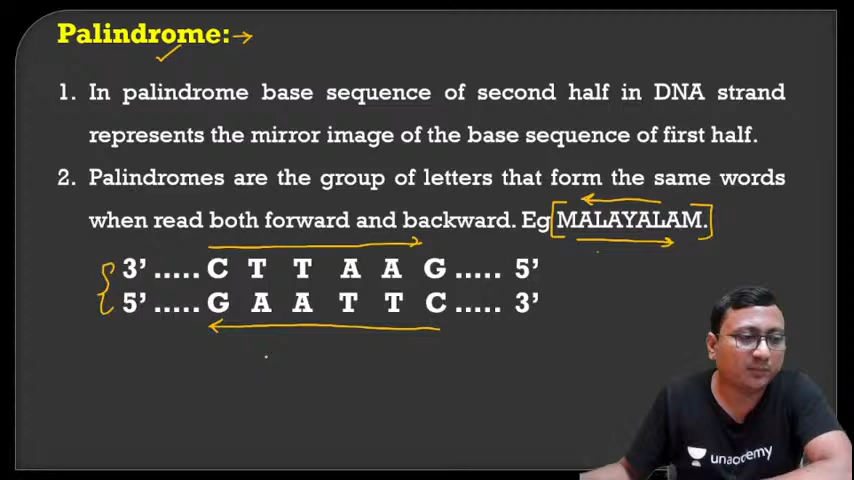 Palindrome:→
1. In palindrome base sequence of second half in DNA strand
represents the mirror image of the base sequence of first half.
2. Palindromes are the group of letters that form the same words
when read both forward and backward. Eg MALAYALAM.
3’ .....C T T A A G ..... 5’
5’ .....G A A T T C ..... 3’
unacademy